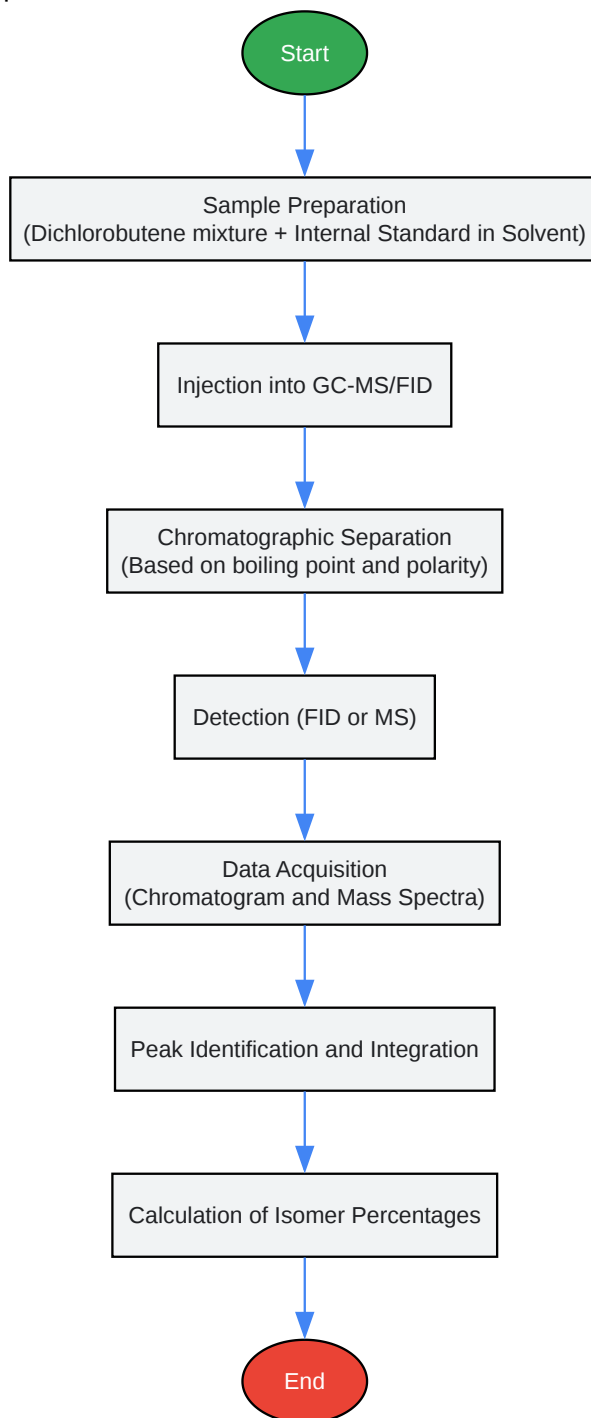 Start
Sample Preparation
(Dichlorobutene mixture + Internal Standard in Solvent)
Injection into GC-MS/FID
Chromatographic Separation
(Based on boiling point and polarity)
Detection (FID or MS)
Data Acquisition
(Chromatogram and Mass Spectra)
Peak Identification and Integration
Calculation of Isomer Percentages
End